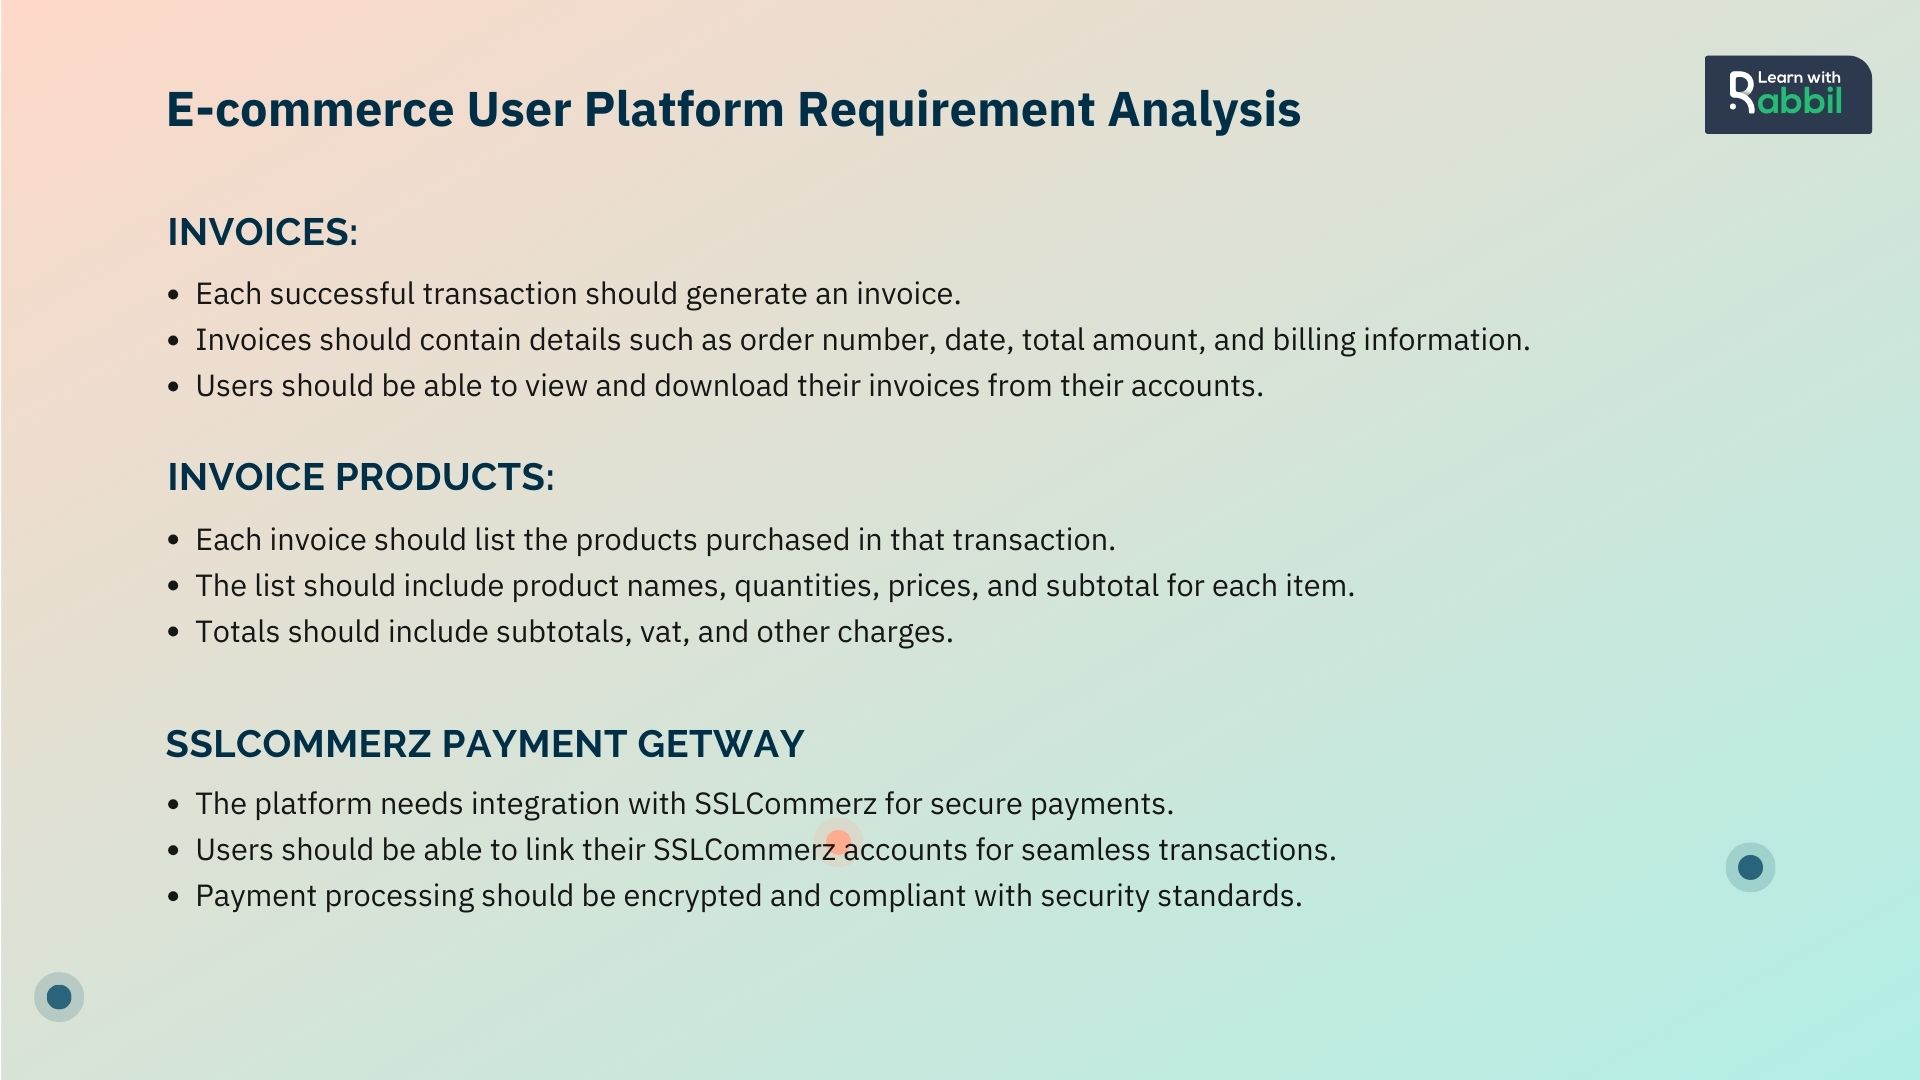 E-commerce User Platform Requirement Analysis
Learn with
Rabbil
INVOICES:
• Each successful transaction should generate an invoice.
• Invoices should contain details such as order number, date, total amount, and billing information.
• Users should be able to view and download their invoices from their accounts.
INVOICE PRODUCTS:
• Each invoice should list the products purchased in that transaction.
• The list should include product names, quantities, prices, and subtotal for each item.
• Totals should include subtotals, vat, and other charges.
SSLCOMMERZ PAYMENT GETWAY
• The platform needs integration with SSLCommerz for secure payments.
• Users should be able to link their SSLCommerz accounts for seamless transactions.
• Payment processing should be encrypted and compliant with security standards.